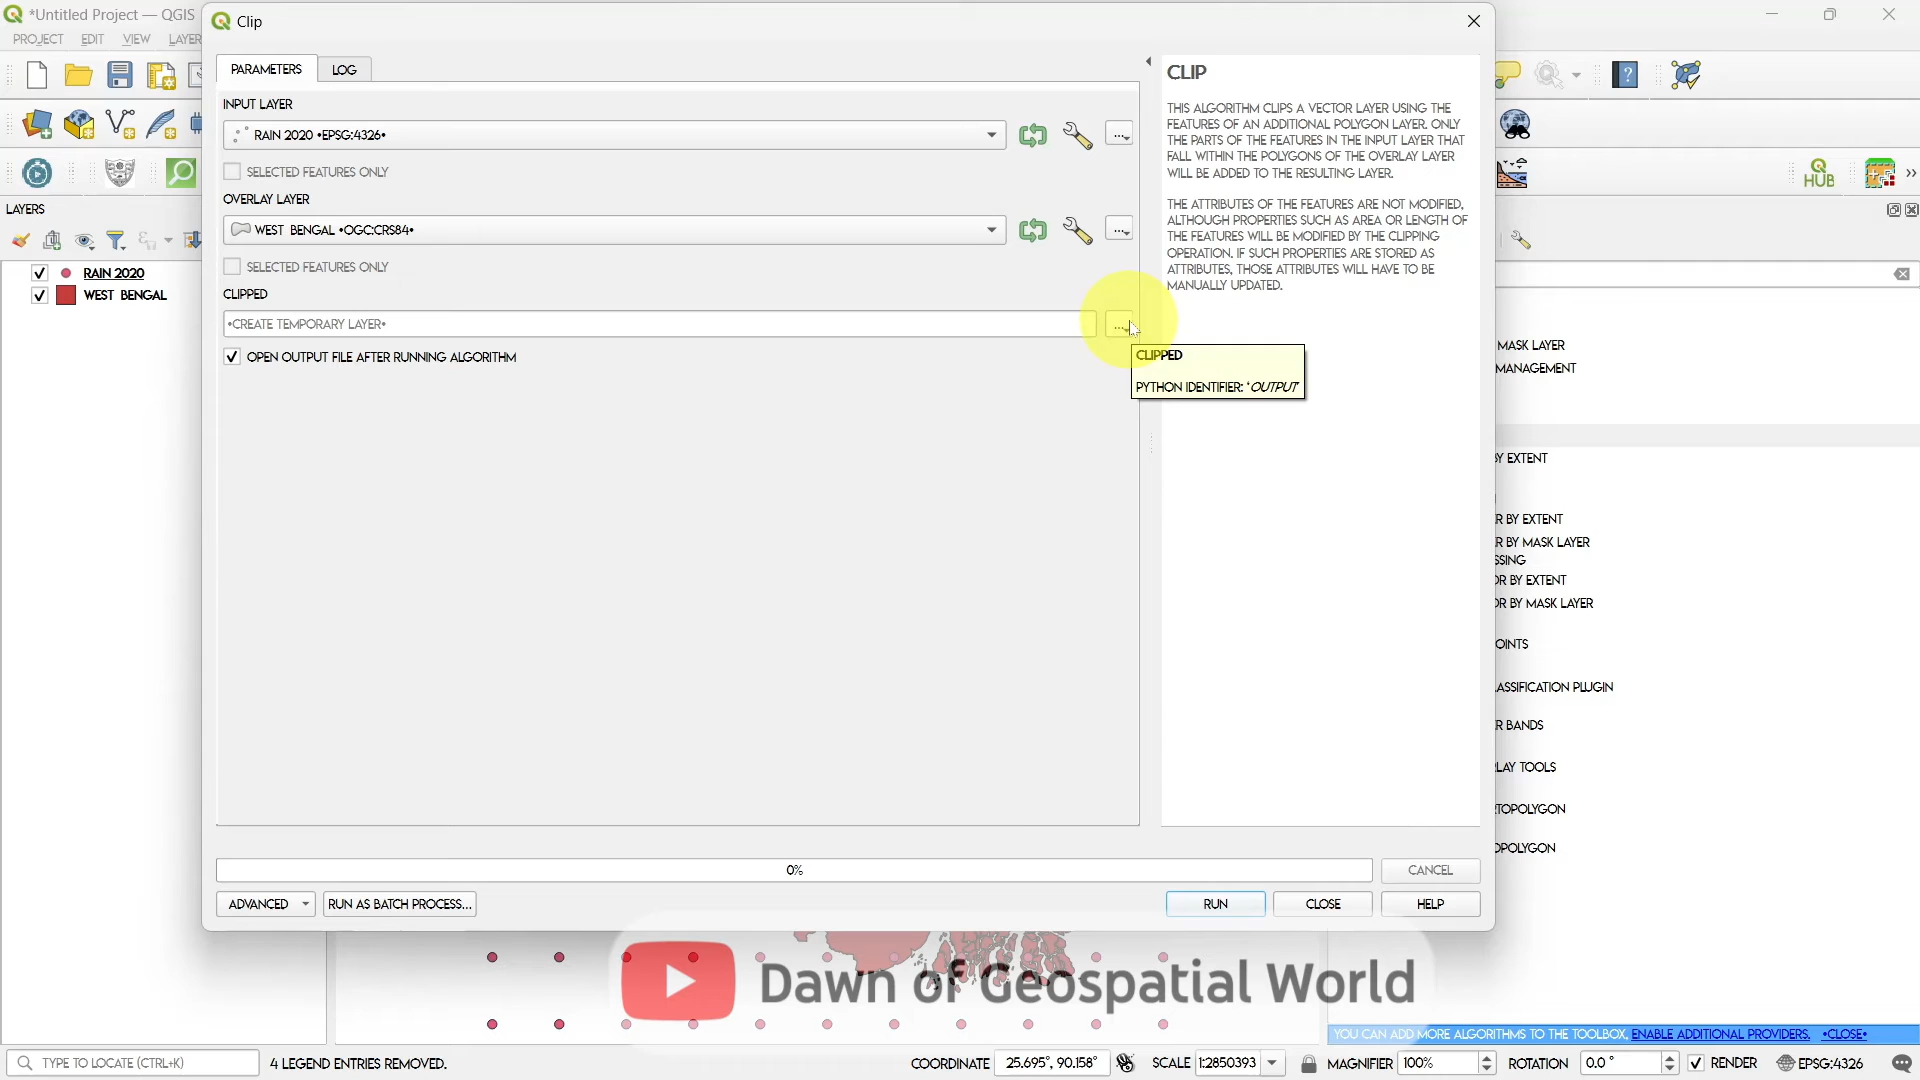 *Untitled Project — QGIS
PROJECT EDIT VIEW LAYER
LAYERS
RAIN 2020
WEST BENGAL
Clip
PARAMETERS LOG
INPUT LAYER
RAIN 2020 •EPSG:4326•
SELECTED FEATURES ONLY
OVERLAY LAYER
WEST BENGAL •OGC:CRS84•
SELECTED FEATURES ONLY
CLIPPED
•CREATE TEMPORARY LAYER•
OPEN OUTPUT FILE AFTER RUNNING ALGORITHM
CLIPPED
PYTHON IDENTIFIER: 'OUTPUT'
CLIP
THIS ALGORITHM CLIPS A VECTOR LAYER USING THE
FEATURES OF AN ADDITIONAL POLYGON LAYER. ONLY
THE PARTS OF THE FEATURES IN THE INPUT LAYER THAT
FALL WITHIN THE POLYGONS OF THE OVERLAY LAYER
WILL BE ADDED TO THE RESULTING LAYER.
THE ATTRIBUTES OF THE FEATURES ARE NOT MODIFIED,
ALTHOUGH PROPERTIES SUCH AS AREA OR LENGTH OF
THE FEATURES WILL BE MODIFIED BY THE CLIPPING
OPERATION. IF SUCH PROPERTIES ARE STORED AS
ATTRIBUTES, THOSE ATTRIBUTES WILL HAVE TO BE
MANUALLY UPDATED.
0%
CANCEL
ADVANCED RUN AS BATCH PROCESS... RUN CLOSE HELP
HUB
MASK LAYER
MANAGEMENT
BY EXTENT
R BY EXTENT
R BY MASK LAYER
SSING
OR BY EXTENT
OR BY MASK LAYER
OINTS
ASSIFICATION PLUGIN
R BANDS
LAY TOOLS
TOPOLYGON
OPOLYGON
Dawn of Geospatial World
YOU CAN ADD MORE ALGORITHMS TO THE TOOLBOX, ENABLE ADDITIONAL PROVIDERS. •CLOSE•
TYPE TO LOCATE (CTRL+K) 4 LEGEND ENTRIES REMOVED. COORDINATE 25.695°, 90.158° SCALE 1:2850393 MAGNIFIER 100% ROTATION 0.0 ° RENDER EPSG:4326